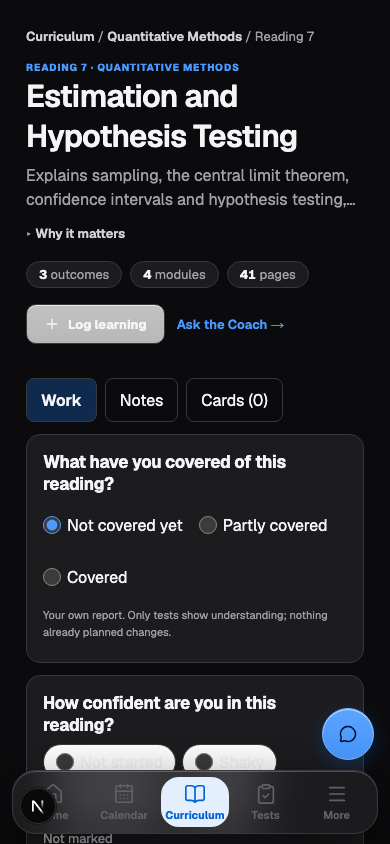 Curriculum / Quantitative Methods / Reading 7
READING 7 · QUANTITATIVE METHODS
Estimation and
Hypothesis Testing
Explains sampling, the central limit theorem,
confidence intervals and hypothesis testing,...
Why it matters
3 outcomes 4 modules 41 pages
+ Log learning Ask the Coach →
Work Notes Cards (0)
What have you covered of this
reading?
Not covered yet Partly covered
Covered
Your own report. Only tests show understanding; nothing
already planned changes.
How confident are you in this
reading?
Not started Shaky
N me Calendar Curriculum Tests More
Not marked